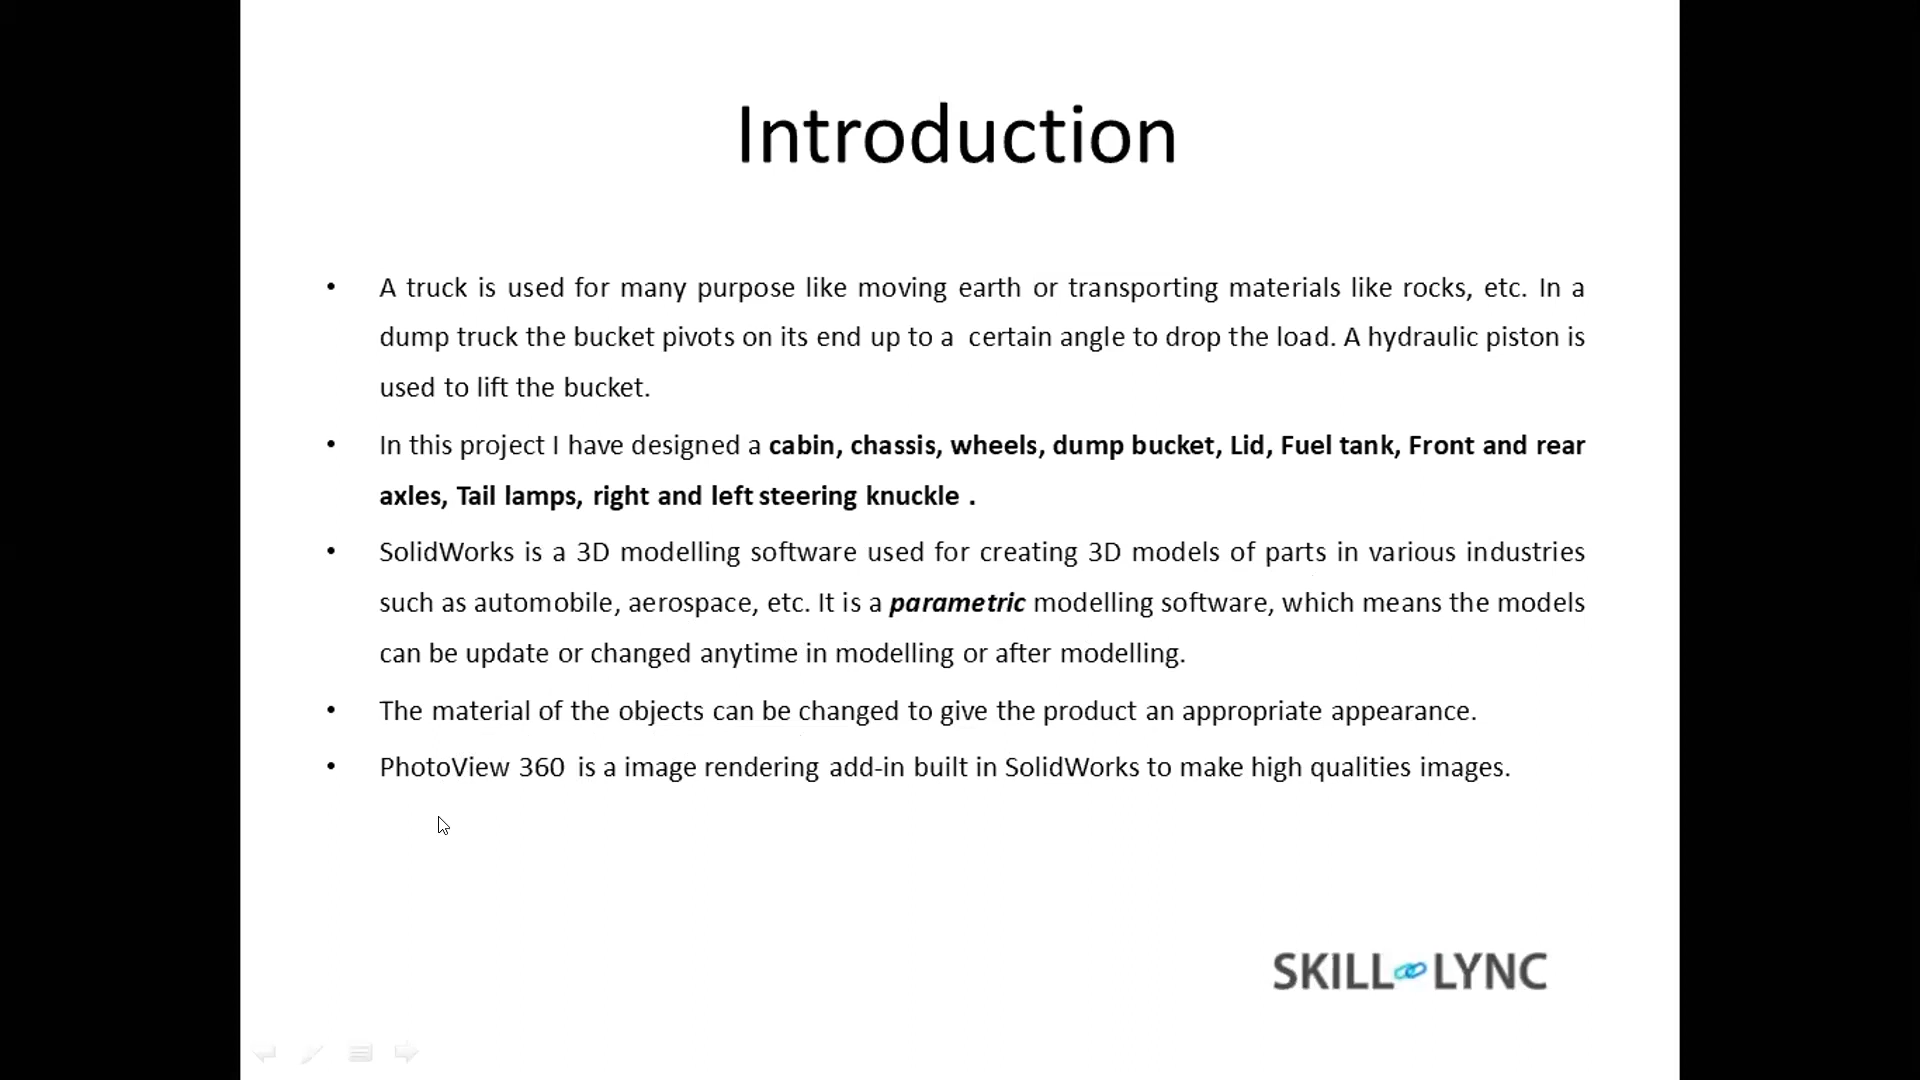 Introduction
• A truck is used for many purpose like moving earth or transporting materials like rocks, etc. In a
dump truck the bucket pivots on its end up to a certain angle to drop the load. A hydraulic piston is
used to lift the bucket.
• In this project I have designed a cabin, chassis, wheels, dump bucket, Lid, Fuel tank, Front and rear
axles, Tail lamps, right and left steering knuckle .
• SolidWorks is a 3D modelling software used for creating 3D models of parts in various industries
such as automobile, aerospace, etc. It is a parametric modelling software, which means the models
can be update or changed anytime in modelling or after modelling.
• The material of the objects can be changed to give the product an appropriate appearance.
• PhotoView 360 is a image rendering add-in built in SolidWorks to make high qualities images.
SKILL LYNC